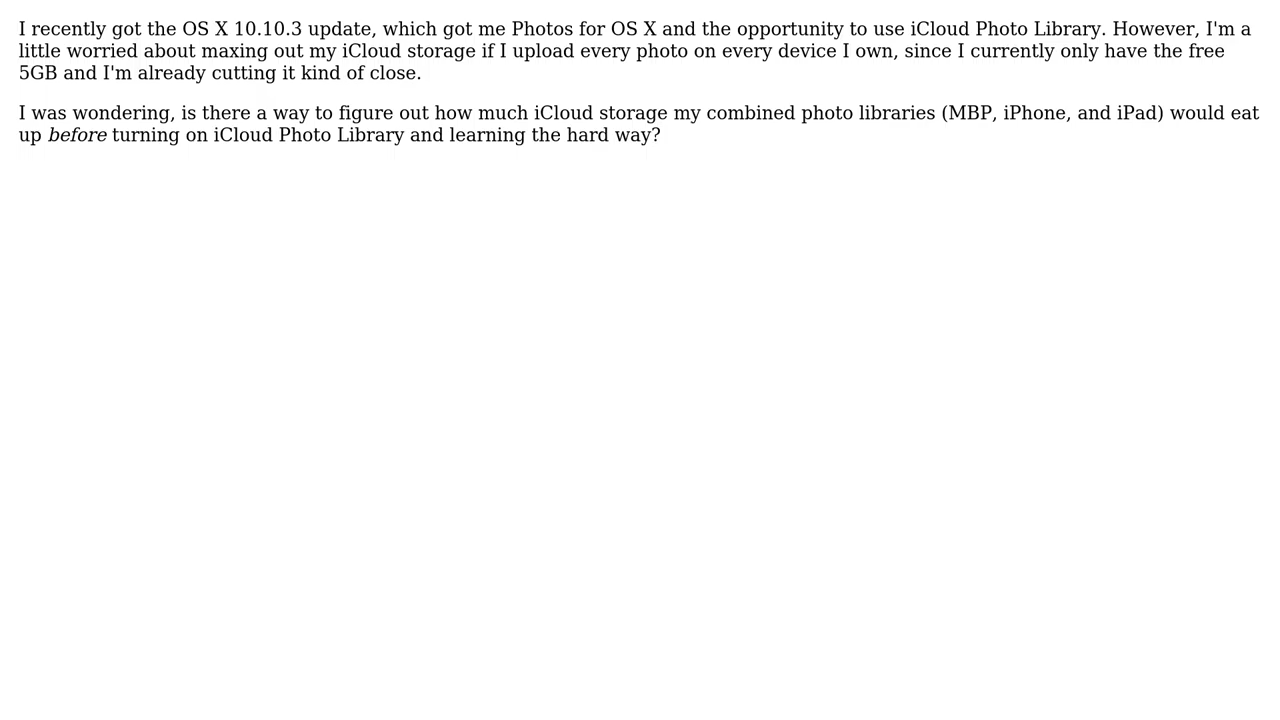 I recently got the OS X 10.10.3 update, which got me Photos for OS X and the opportunity to use iCloud Photo Library. However, I'm a
little worried about maxing out my iCloud storage if I upload every photo on every device I own, since I currently only have the free
5GB and I'm already cutting it kind of close.
I was wondering, is there a way to figure out how much iCloud storage my combined photo libraries (MBP, iPhone, and iPad) would eat
up before turning on iCloud Photo Library and learning the hard way?